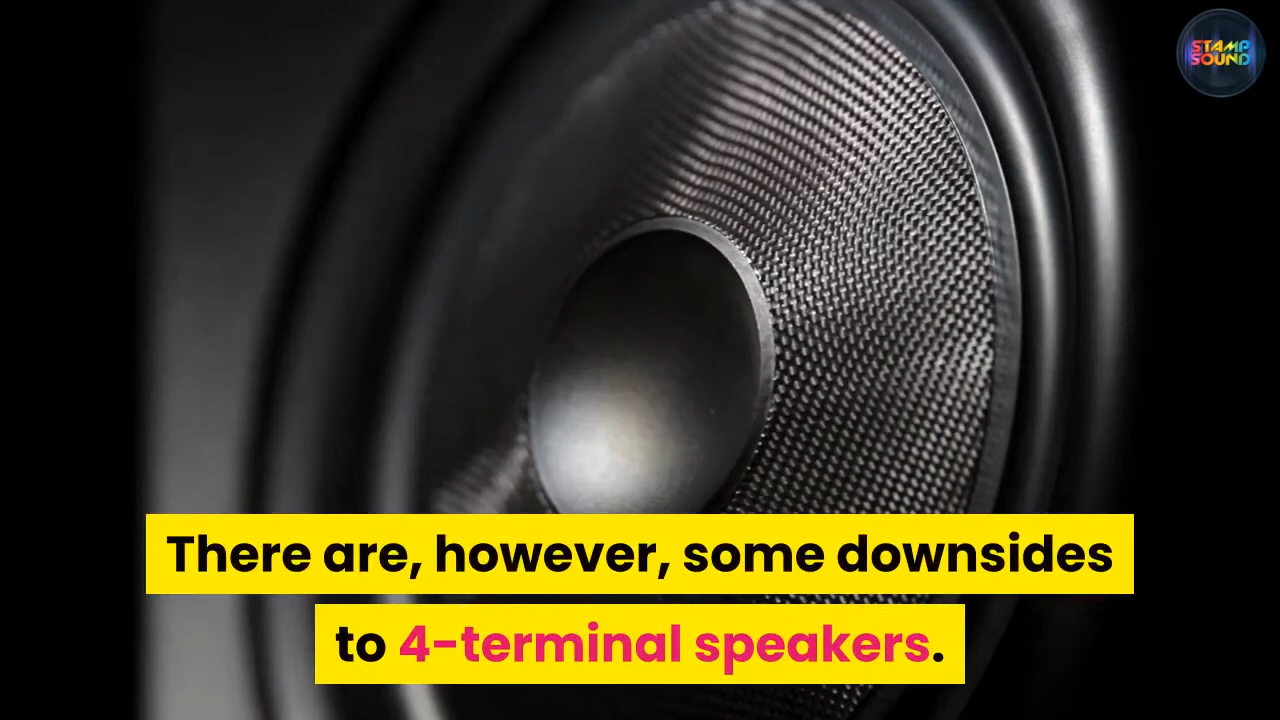 STAMP
SOUND
There are, however, some downsides
to 4-terminal speakers.